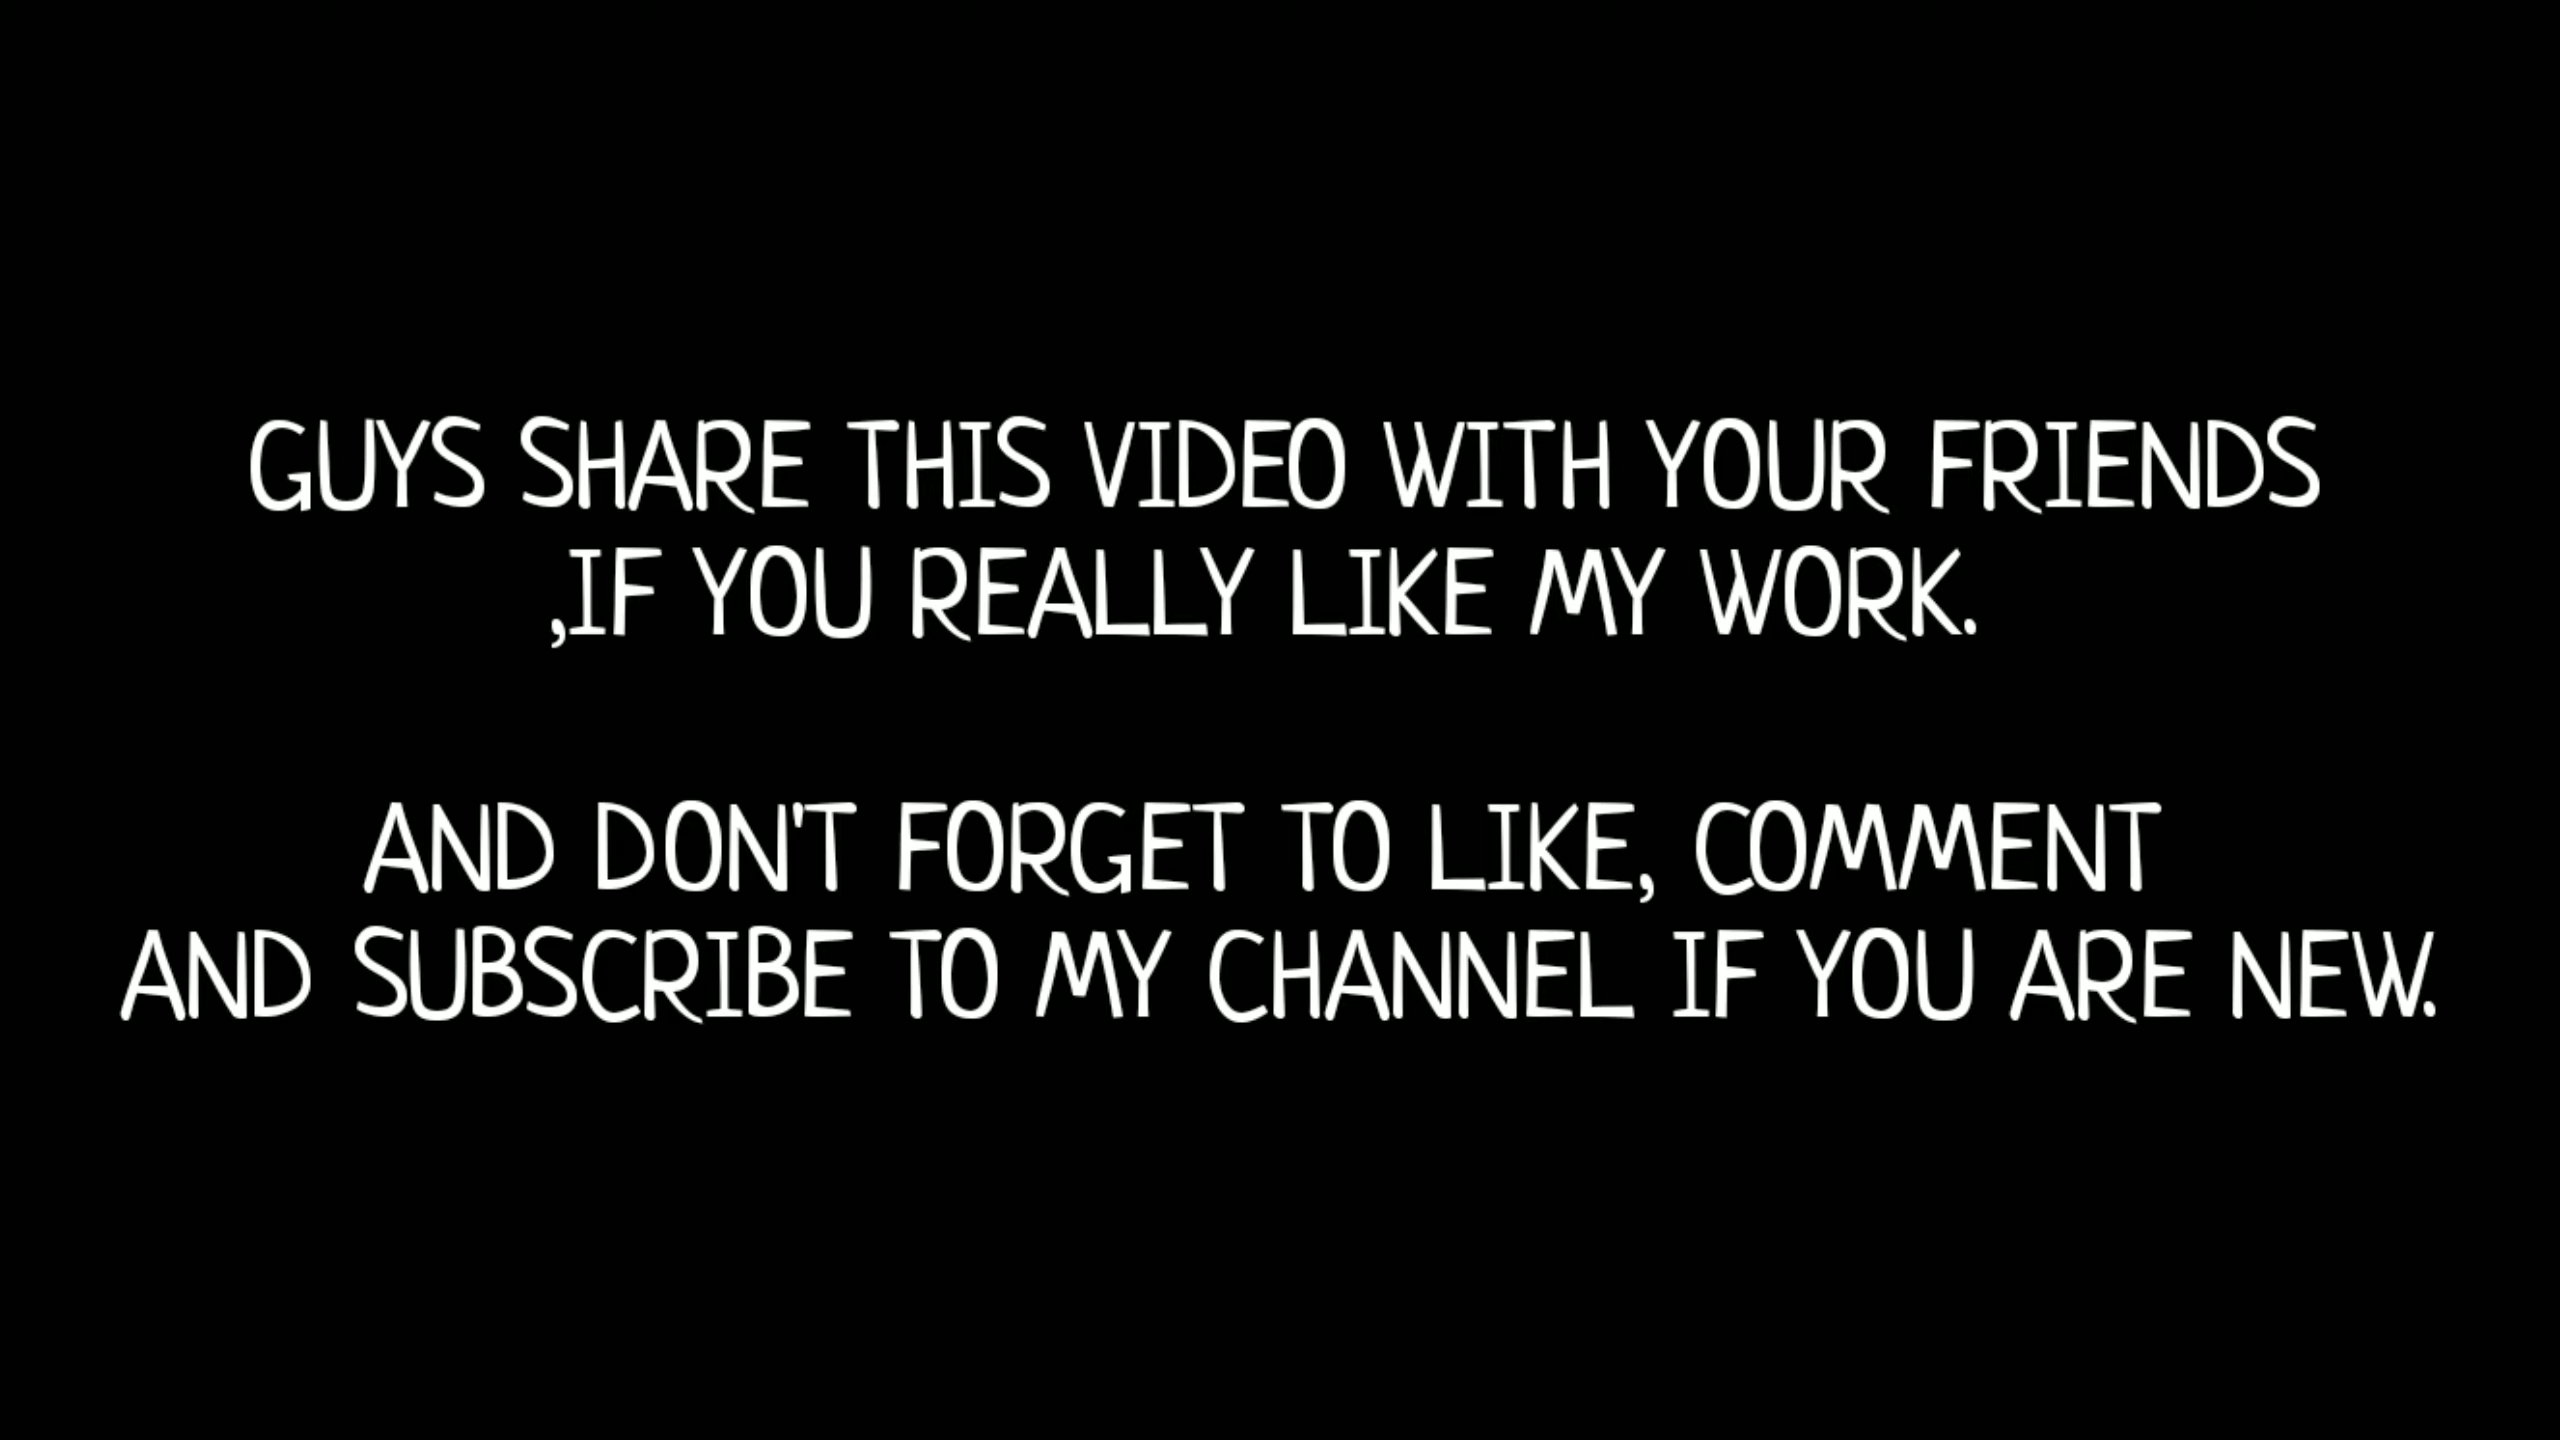 GUYS SHARE THIS VIDEO WITH YOUR FRIENDS
,IF YOU REALLY LIKE MY WORK.
AND DON'T FORGET TO LIKE, COMMENT
AND SUBSCRIBE TO MY CHANNEL IF YOU ARE NEW.